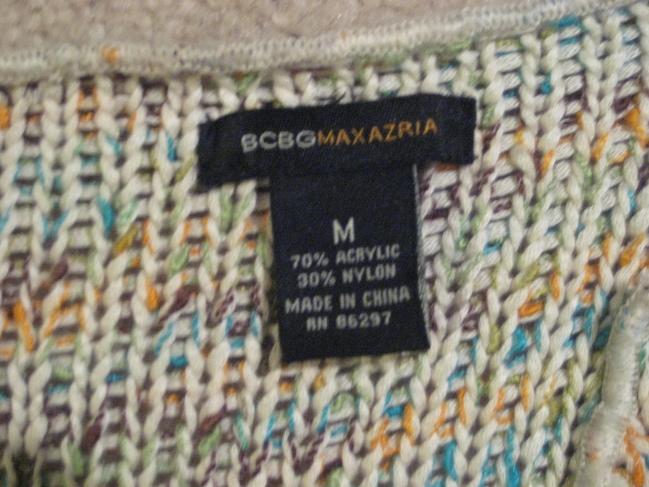 BCBGMAXAZRIA
M
70% ACRYLIC
30% NYLON
MADE IN CHINA
RN 86297